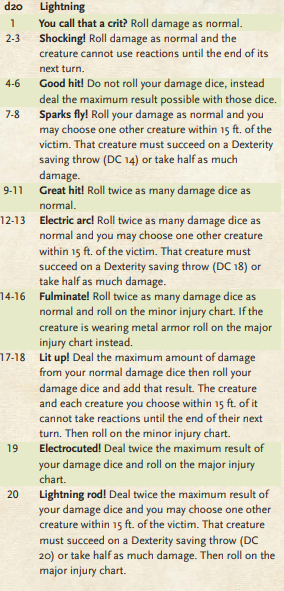 d20 Lightning
1 You call that a crit? Roll damage as normal.
2-3 Shocking! Roll damage as normal and the
creature cannot use reactions until the end of its
next turn.
4-6 Good hit! Do not roll your damage dice, instead
deal the maximum result possible with those dice.
7-8 Sparks fly! Roll your damage as normal and you
may choose one other creature within 15 ft. of the
victim. That creature must succeed on a Dexterity
saving throw (DC 14) or take half as much
damage.
9-11 Great hit! Roll twice as many damage dice as
normal.
12-13 Electric arc! Roll twice as many damage dice as
normal and you may choose one other creature
within 15 ft. of the victim. That creature must
succeed on a Dexterity saving throw (DC 18) or
take half as much damage.
14-16 Fulminate! Roll twice as many damage dice as
normal and roll on the minor injury chart. If the
creature is wearing metal armor roll on the major
injury chart instead.
17-18 Lit up! Deal the maximum amount of damage
from your normal damage dice then roll your
damage dice and add that result. The creature
and each creature you choose within 15 ft. of it
cannot take reactions until the end of their next
turn. Then roll on the minor injury chart.
19 Electrocuted! Deal twice the maximum result of
your damage dice and roll on the major injury
chart.
20 Lightning rod! Deal twice the maximum result of
your damage dice and you may choose one other
creature within 15 ft. of the victim. That creature
must succeed on a Dexterity saving throw (DC
20) or take half as much damage. Then roll on the
major injury chart.